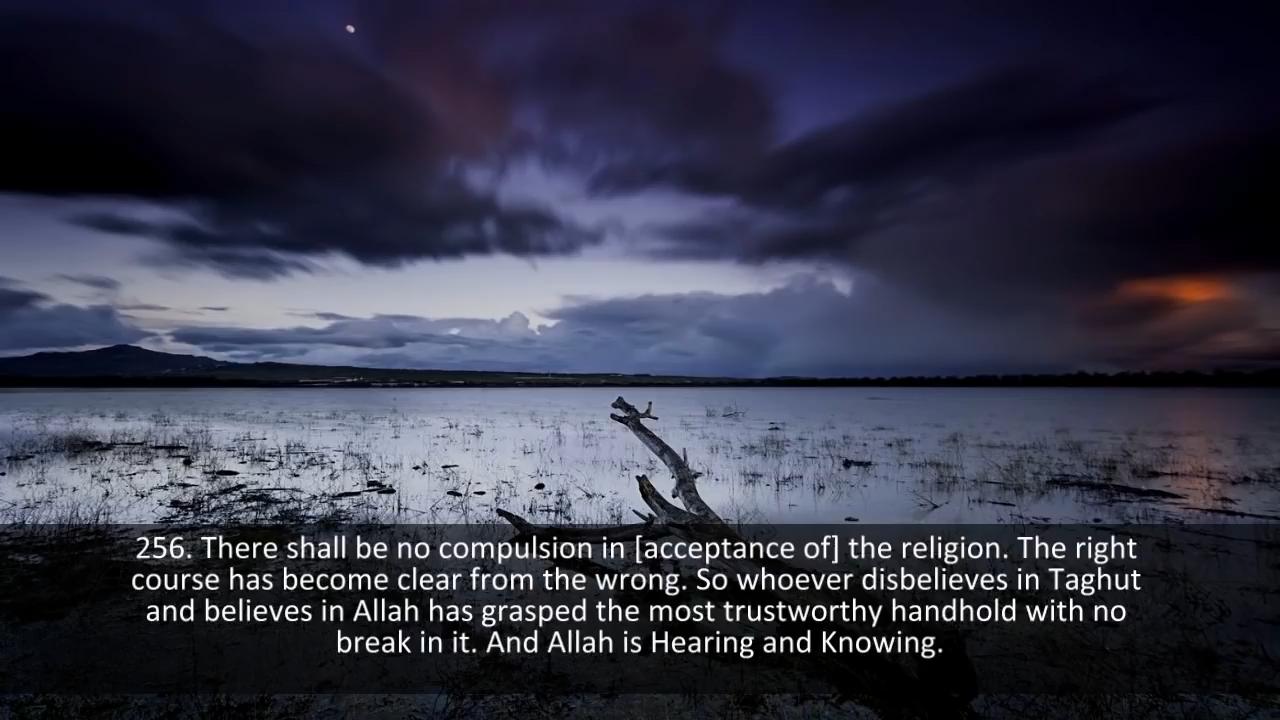 256. There shall be no compulsion in [acceptance of] the religion. The right
course has become clear from the wrong. So whoever disbelieves in Taghut
and believes in Allah has grasped the most trustworthy handhold with no
break in it. And Allah is Hearing and Knowing.